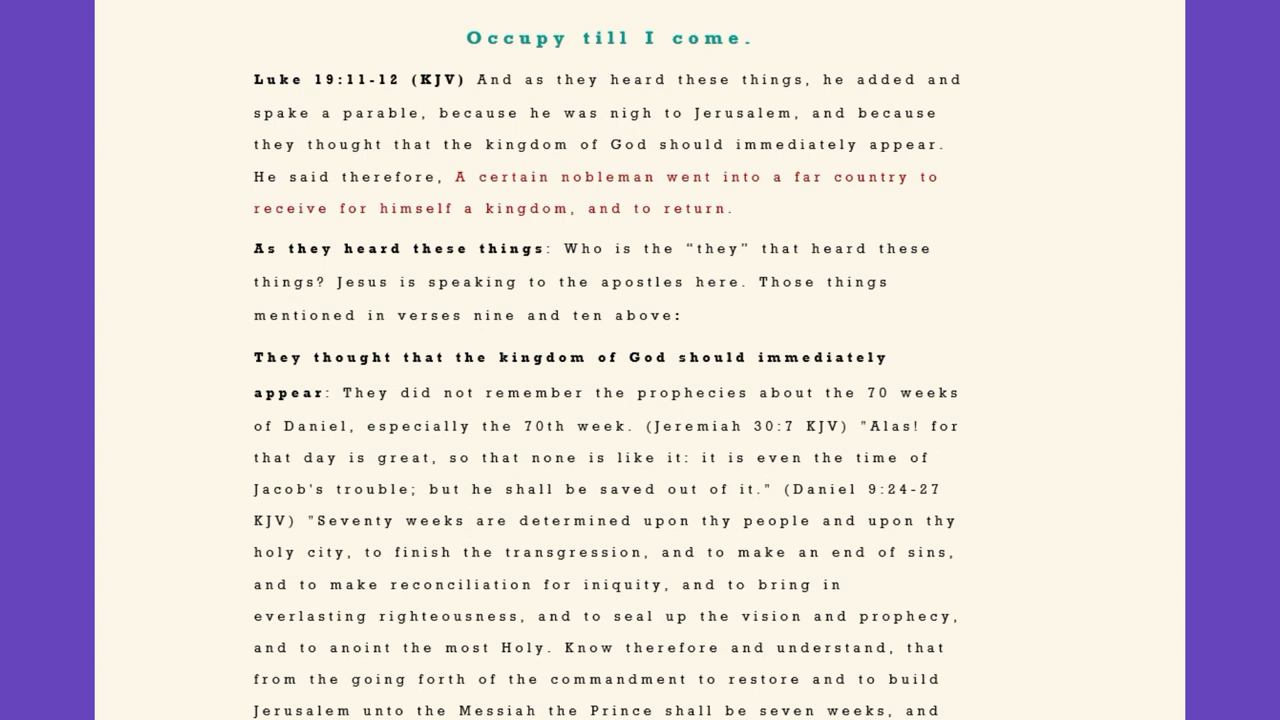 Occupy till I come.
Luke 19:11-12 (KJV) And as they heard these things, he added and
spake a parable, because he was nigh to Jerusalem, and because
they thought that the kingdom of God should immediately appear.
He said therefore, A certain nobleman went into a far country to
receive for himself a kingdom, and to return.
As they heard these things: Who is the “they” that heard these
things? Jesus is speaking to the apostles here. Those things
mentioned in verses nine and ten above:
They thought that the kingdom of God should immediately
appear: They did not remember the prophecies about the 70 weeks
of Daniel, especially the 70th week. (Jeremiah 30:7 KJV) "Alas! for
that day is great, so that none is like it: it is even the time of
Jacob's trouble; but he shall be saved out of it." (Daniel 9:24-27
KJV) "Seventy weeks are determined upon thy people and upon thy
holy city, to finish the transgression, and to make an end of sins,
and to make reconciliation for iniquity, and to bring in
everlasting righteousness, and to seal up the vision and prophecy,
and to anoint the most Holy. Know therefore and understand, that
from the going forth of the commandment to restore and to build
Jerusalem unto the Messiah the Prince shall be seven weeks, and